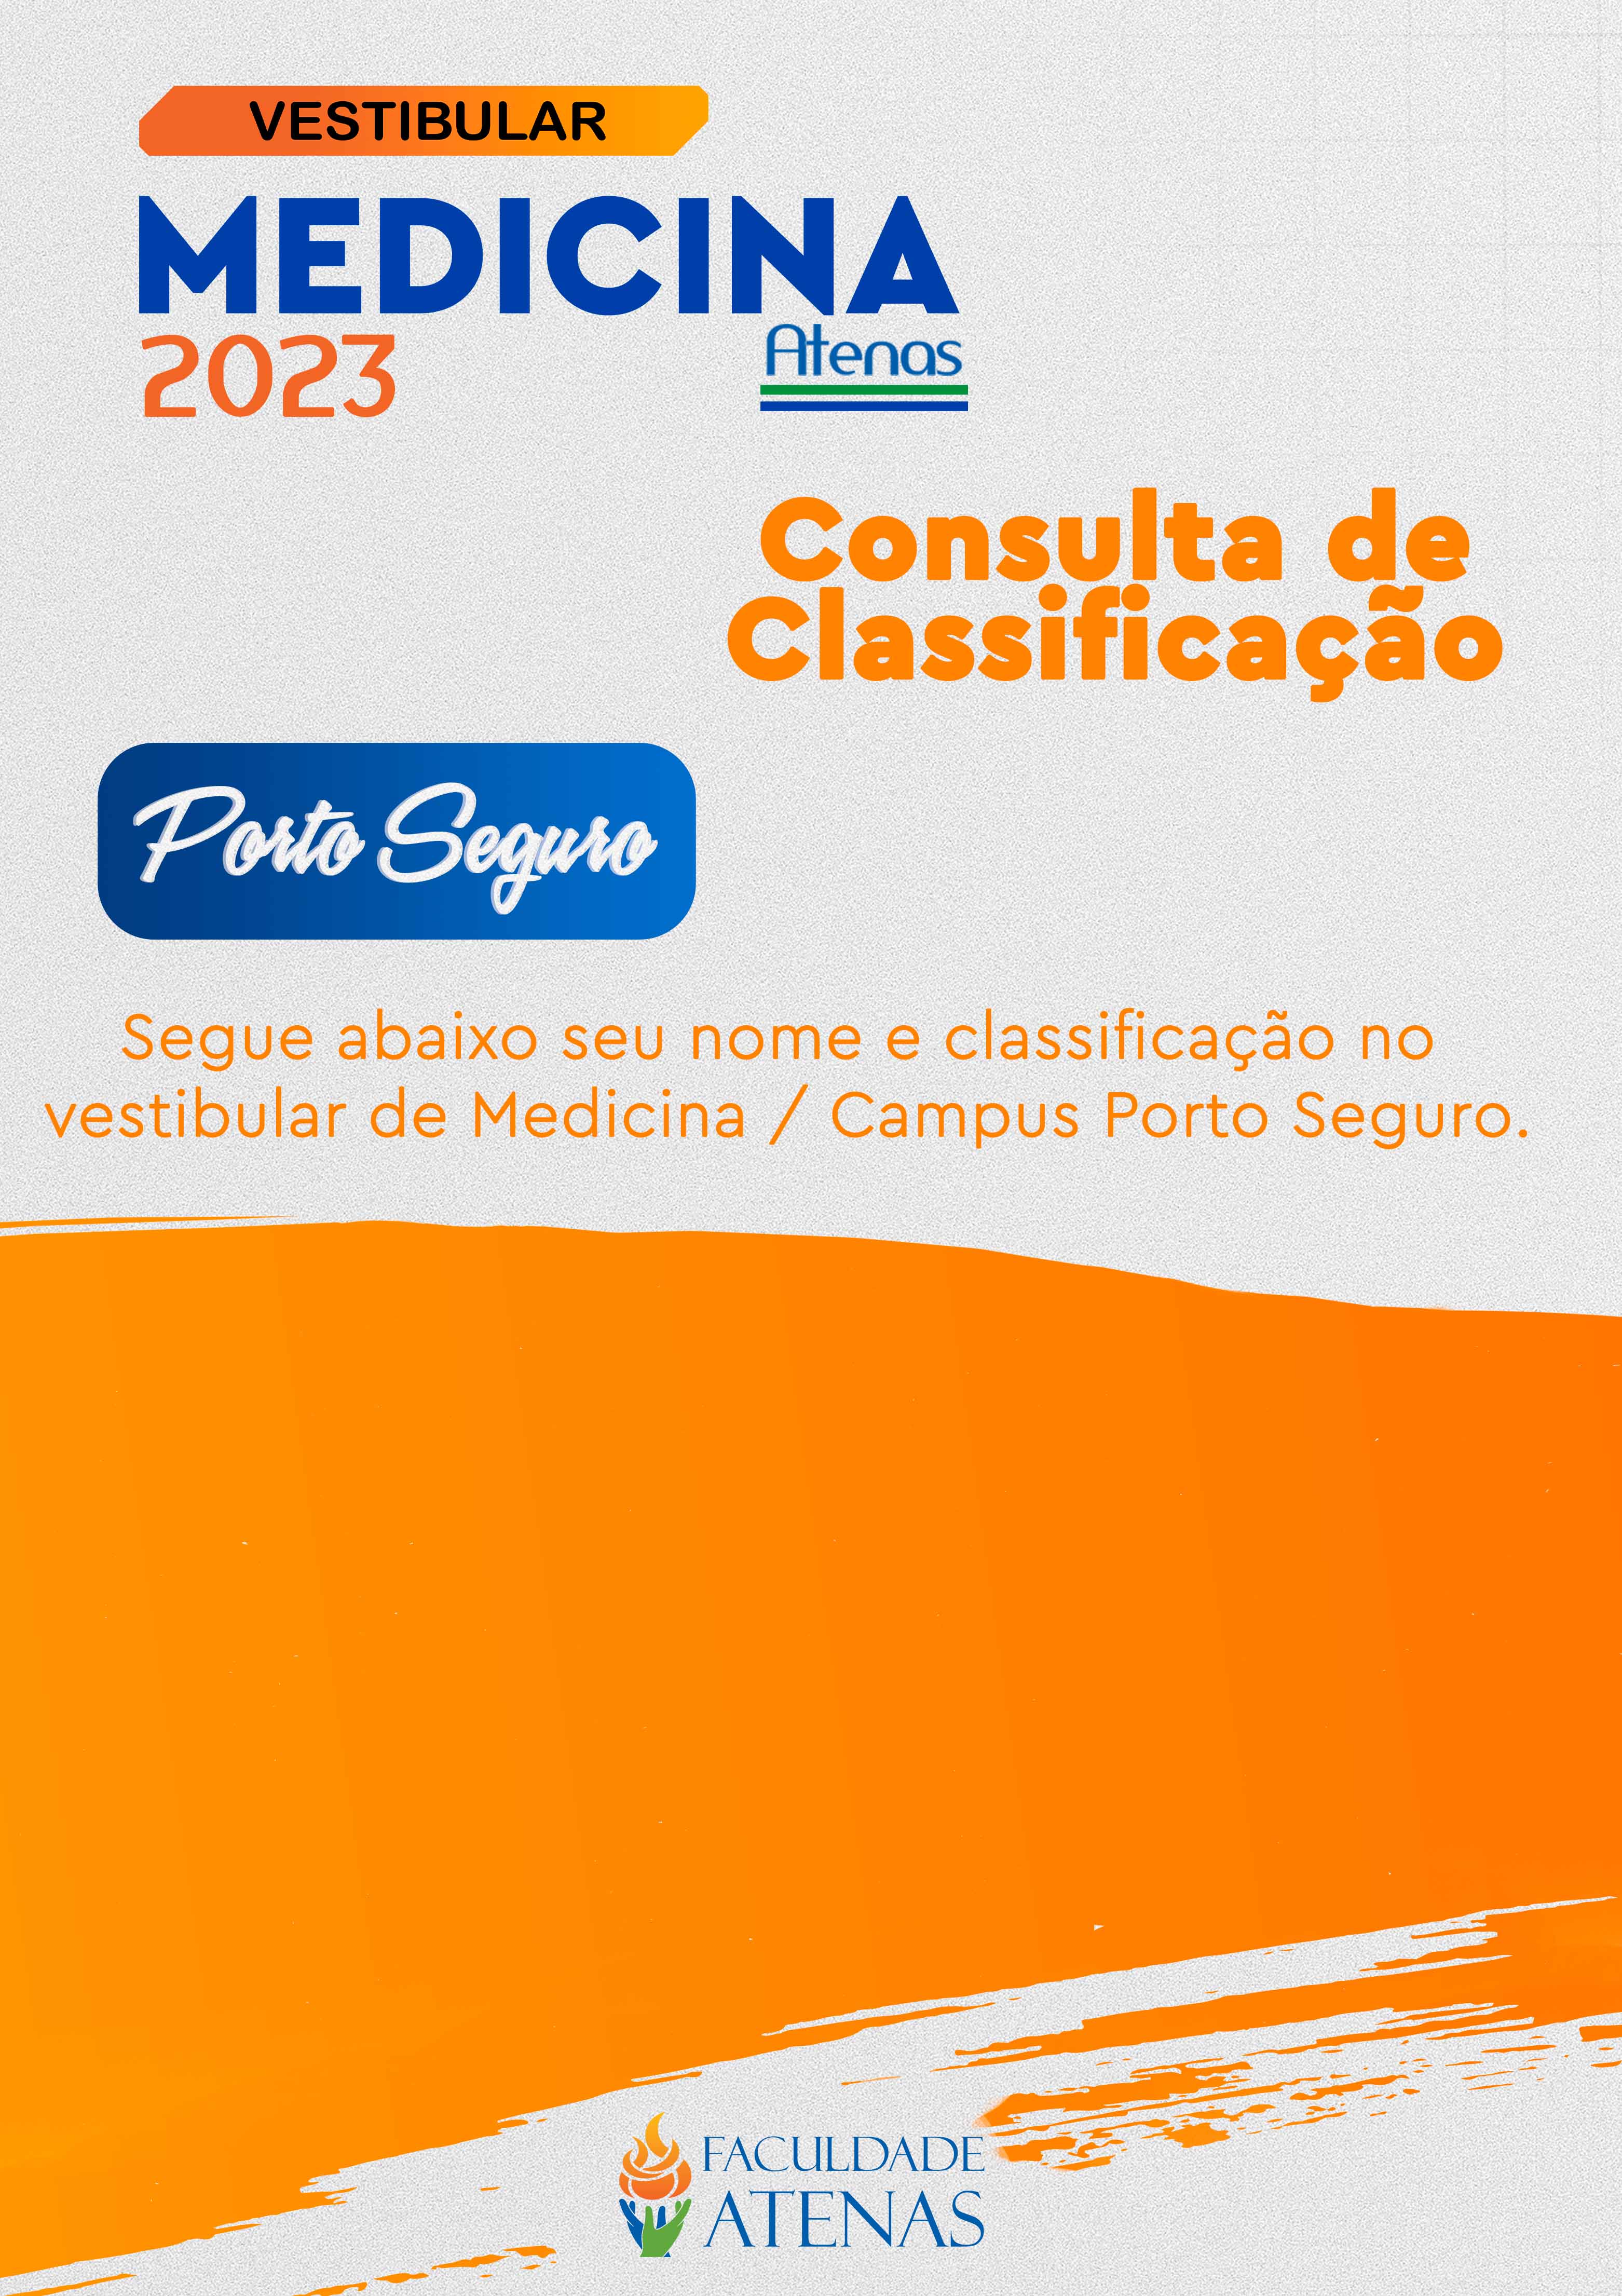 VESTIBULAR
MEDICINA
2023
Atenas
Consulta de
Classificação
Porto Seguro
Segue abaixo seu nome e classificação no
vestibular de Medicina / Campus Porto Seguro.
FACULDADE
ATENAS